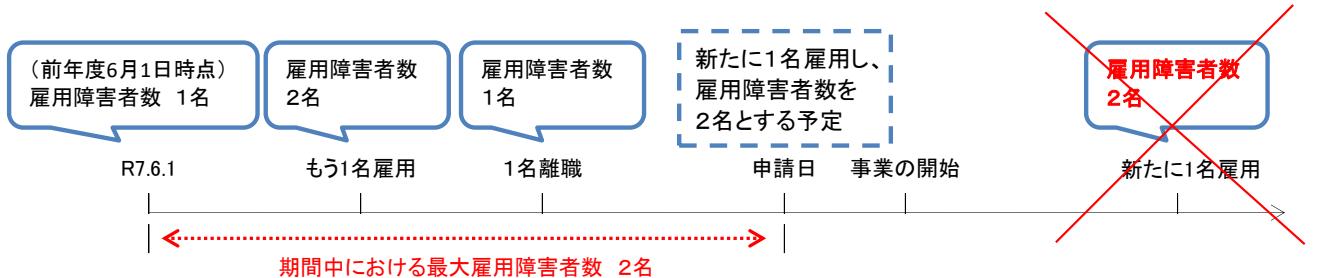 （前年度6月1日時点）
雇用障害者数　1名
雇用障害者数
2名
雇用障害者数
1名
新たに１名雇用し、
雇用障害者数を
２名とする予定
雇用障害者数
２名
R7.6.1
もう1名雇用
1名離職
申請日
事業の開始
新たに1名雇用
期間中における最大雇用障害者数　2名